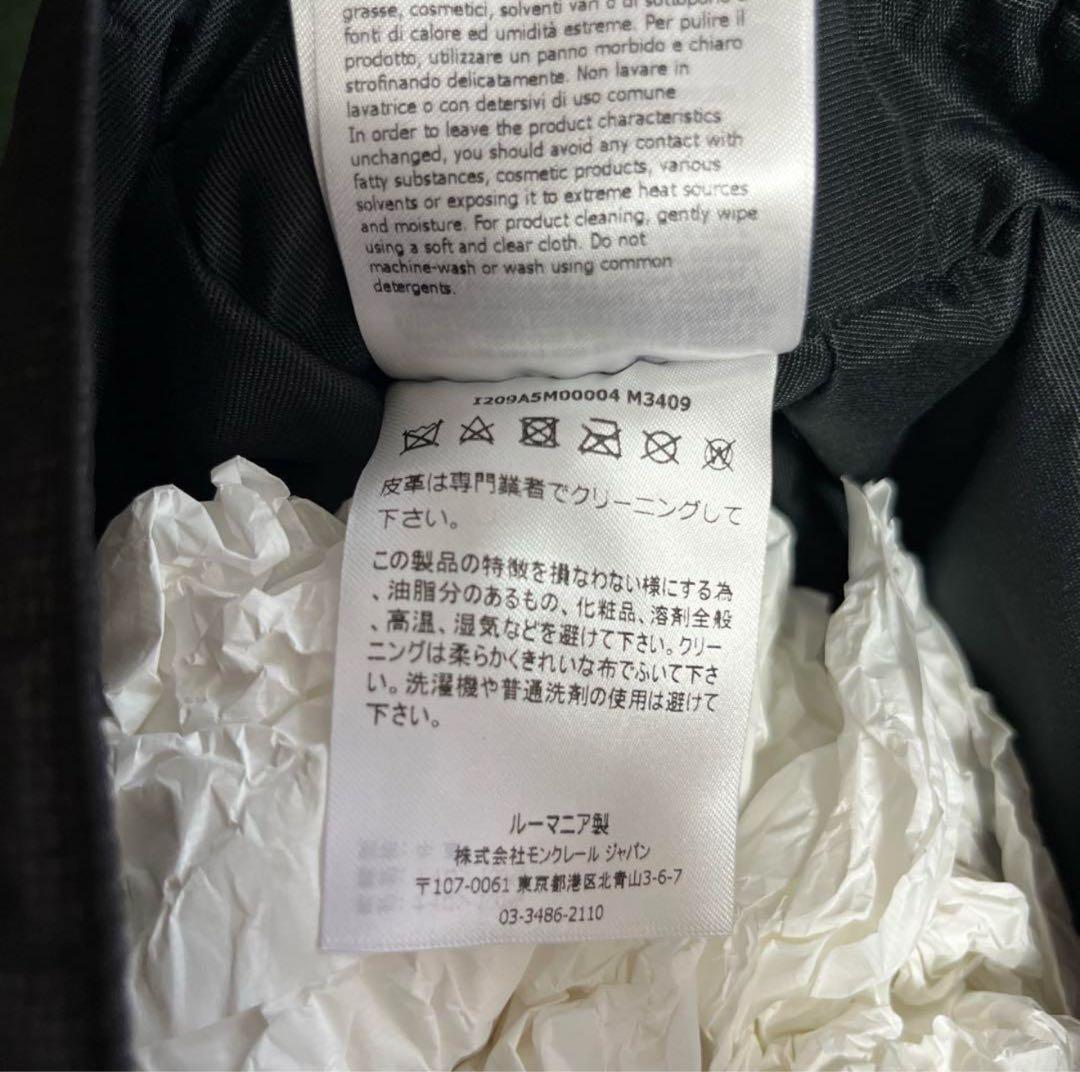 grasse, cosmetici, solventi vari o di sottoporlo a
fonti di calore ed umidità estreme. Per pulire il
prodotto, utilizzare un panno morbido e chiaro
strofinando delicatamente. Non lavare in
lavatrice o con detersivi di uso comune
In order to leave the product characteristics
unchanged, you should avoid any contact with
fatty substances, cosmetic products, various
solvents or exposing it to extreme heat sources
and moisture. For product cleaning, gently wipe
using a soft and clear cloth. Do not
machine-wash or wash using common
detergents.
I209A5M00004 M3409
皮革は専門業者でクリーニングして
下さい。
この製品の特徴を損なわない様にする為
、油脂分のあるもの、化粧品、溶剤全般
、高温、湿気などを避けて下さい。クリー
ニングは柔らかくきれいな布でふいて下さ
い。洗濯機や普通洗剤の使用は避けて
下さい。
ルーマニア製
株式会社モンクレール ジャパン
〒107-0061 東京都港区北青山3-6-7
03-3486-2110